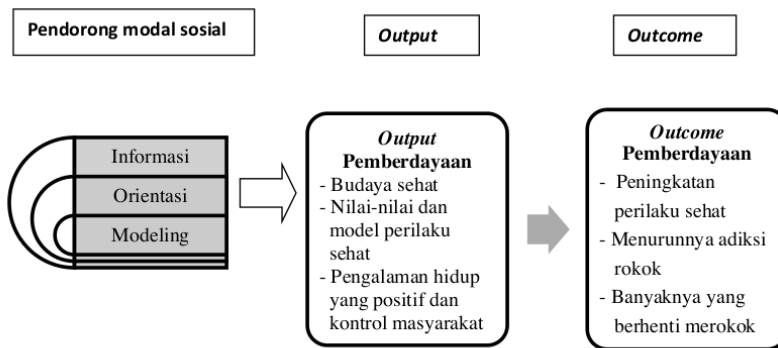 Pendorong modal sosial
Output
Outcome
Informasi
Orientasi
Modeling
Output
Pemberdayaan
- Budaya sehat
- Nilai-nilai dan
model perilaku
sehat
- Pengalaman hidup
yang positif dan
kontrol masyarakat
Outcome
Pemberdayaan
- Peningkatan
perilaku sehat
- Menurunnya adiksi
rokok
- Banyaknya yang
berhenti merokok